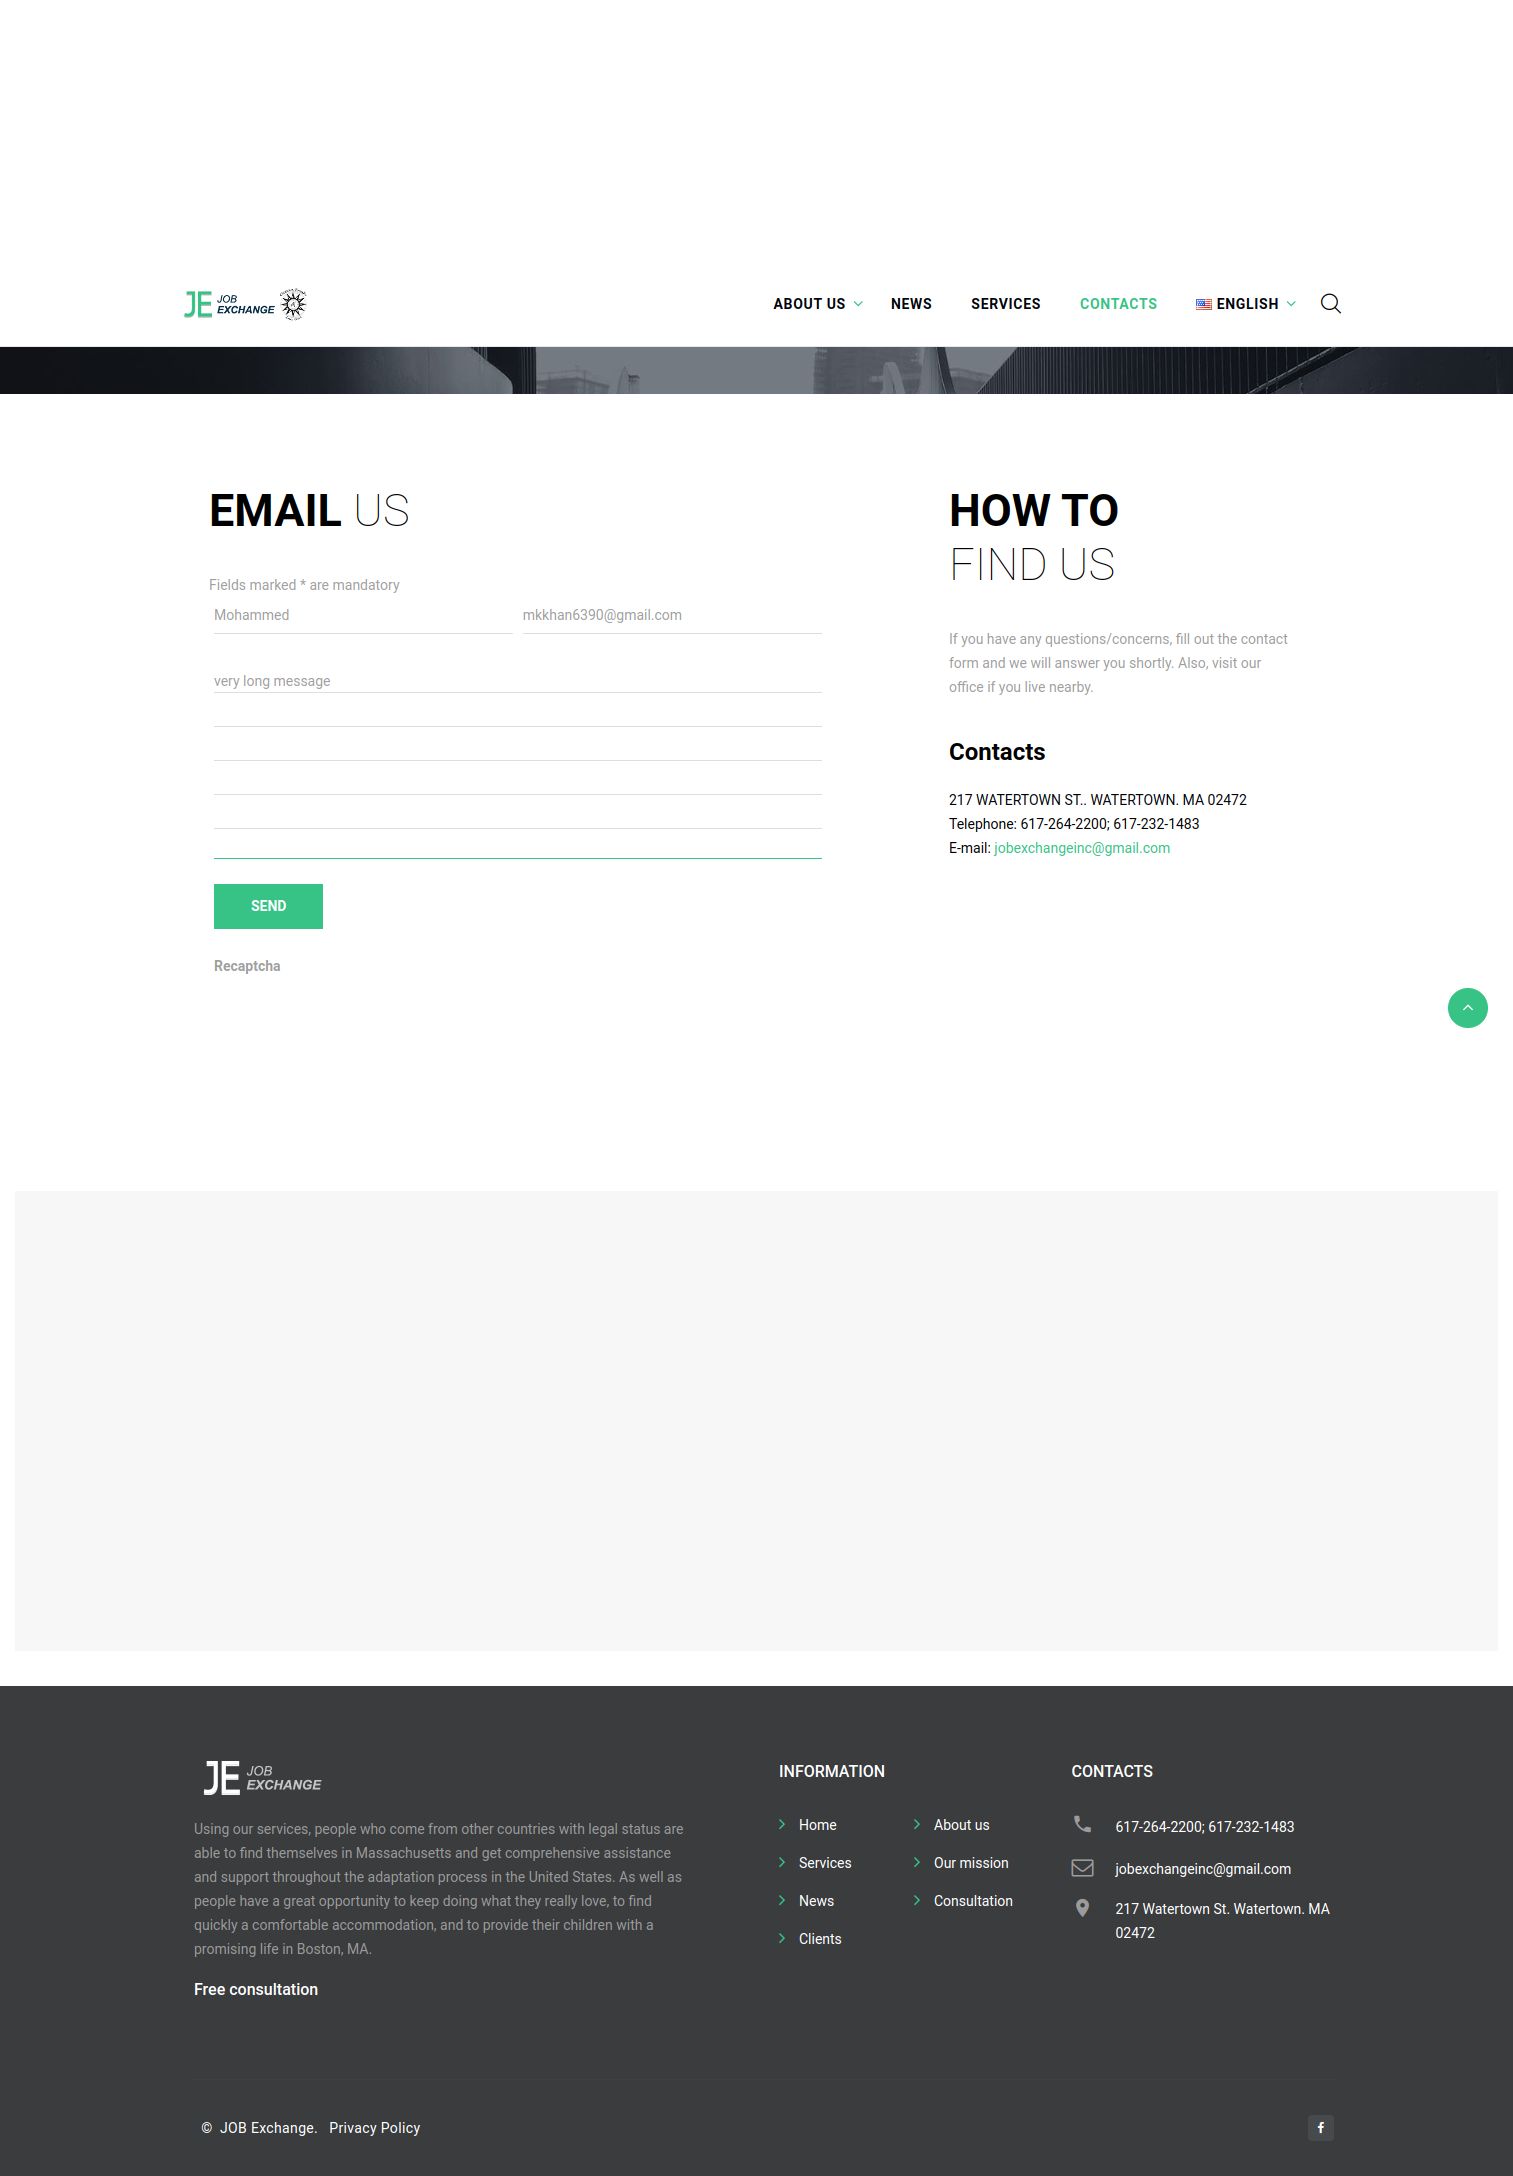 JE JOB
EXCHANGE
ABOUT US NEWS SERVICES CONTACTS ENGLISH
EMAIL US
Fields marked * are mandatory
Mohammed mkkhan6390@gmail.com
very long message
SEND
Recaptcha
HOW TO
FIND US
If you have any questions/concerns, fill out the contact
form and we will answer you shortly. Also, visit our
office if you live nearby.
Contacts
217 WATERTOWN ST.. WATERTOWN. MA 02472
Telephone: 617-264-2200; 617-232-1483
E-mail: jobexchangeinc@gmail.com
JE JOB
EXCHANGE
Using our services, people who come from other countries with legal status are
able to find themselves in Massachusetts and get comprehensive assistance
and support throughout the adaptation process in the United States. As well as
people have a great opportunity to keep doing what they really love, to find
quickly a comfortable accommodation, and to provide their children with a
promising life in Boston, MA.
Free consultation
INFORMATION
Home
Services
News
Clients
About us
Our mission
Consultation
CONTACTS
617-264-2200; 617-232-1483
jobexchangeinc@gmail.com
217 Watertown St. Watertown. MA
02472
© JOB Exchange. Privacy Policy